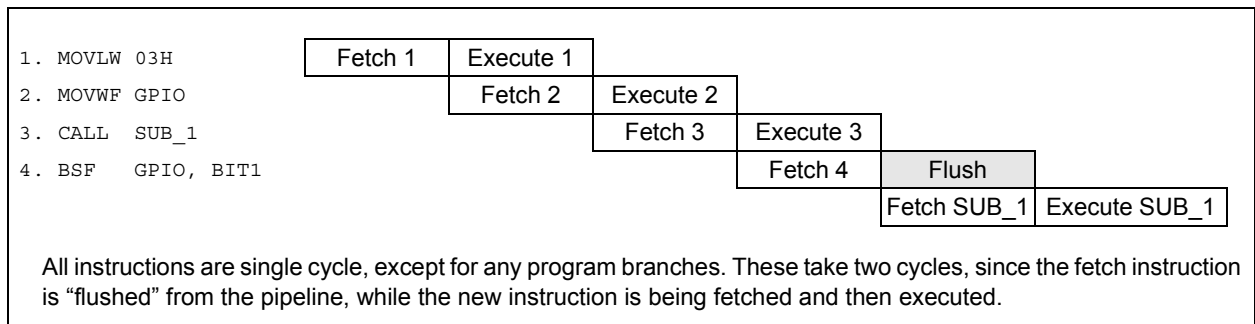 1. MOVLW 03H Fetch 1 Execute 1
2. MOVWF GPIO Fetch 2 Execute 2
3. CALL SUB_1 Fetch 3 Execute 3
4. BSF GPIO, BIT1 Fetch 4 Flush
Fetch SUB_1 Execute SUB_1
All instructions are single cycle, except for any program branches. These take two cycles, since the fetch instruction
is “flushed” from the pipeline, while the new instruction is being fetched and then executed.